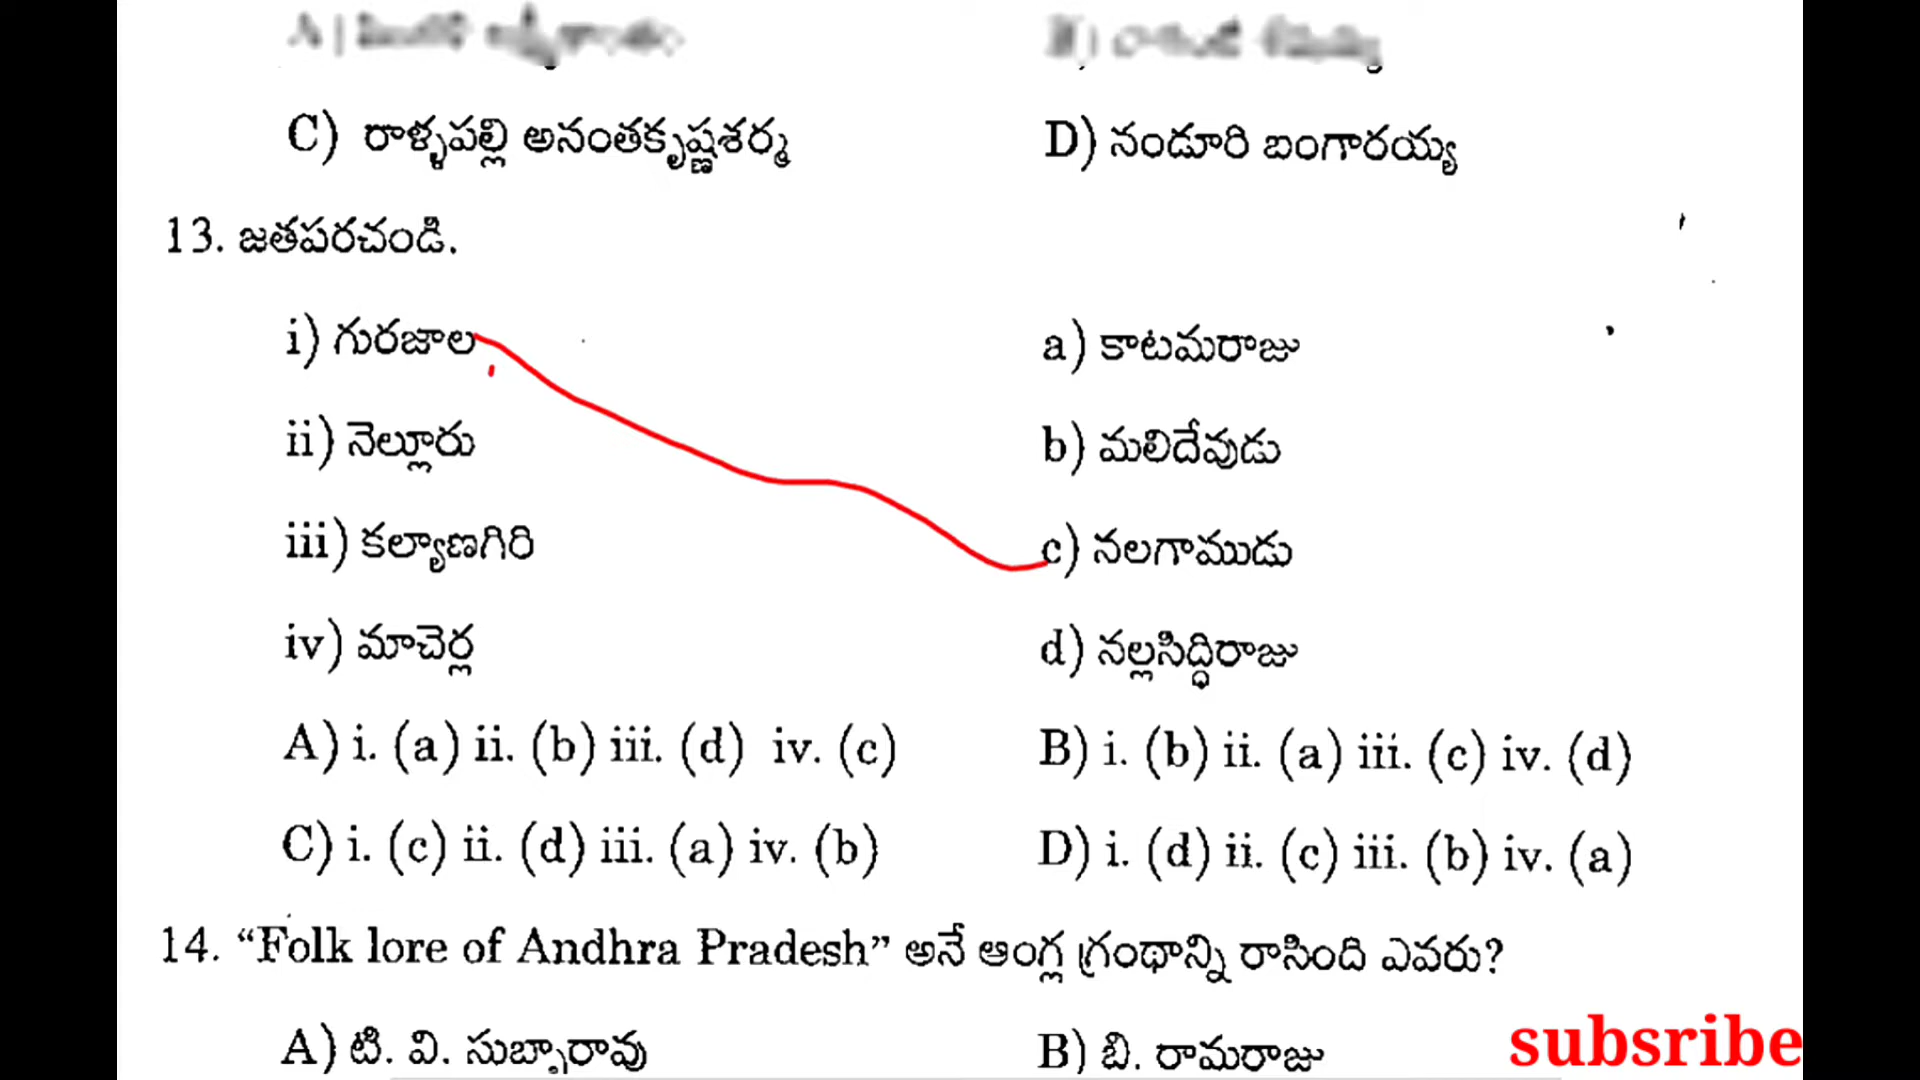 C) రాళ్ళపల్లి అనంతకృష్ణశర్మ D) నండూరి బంగారయ్య
13. జతపరచండి.
i) గురజాల a) కాటమరాజు
ii) నెల్లూరు b) మలిదేవుడు
iii) కల్యాణగిరి c) నలగాముడు
iv) మాచెర్ల d) నల్లసిద్ధిరాజు
A) i. (a) ii. (b) iii. (d) iv. (c) B) i. (b) ii. (a) iii. (c) iv. (d)
C) i. (c) ii. (d) iii. (a) iv. (b) D) i. (d) ii. (c) iii. (b) iv. (a)
14. “Folk lore of Andhra Pradesh” అనే ఆంగ్ల గ్రంథాన్ని రాసింది ఎవరు?
A) టి. వి. సుబ్బారావు B) బి. రామరాజు
subsribe